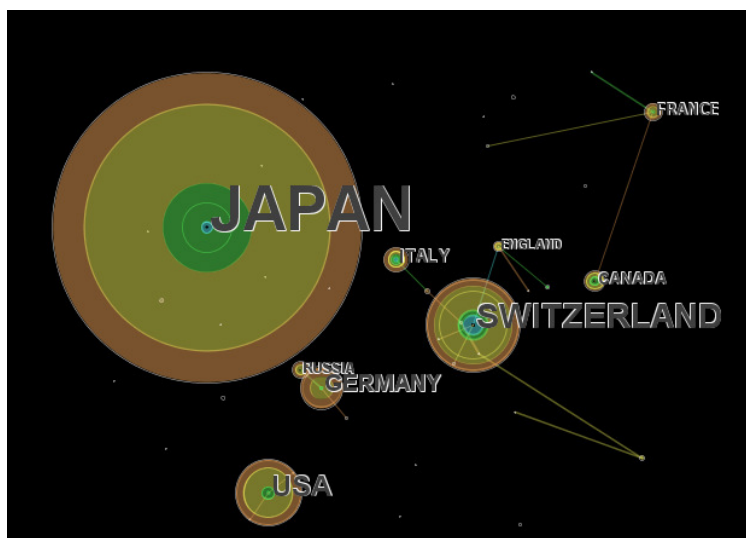 FRANCE
JAPAN
ENGLAND
ITALY
CANADA
SWITZERLAND
RUSSIA
GERMANY
USA